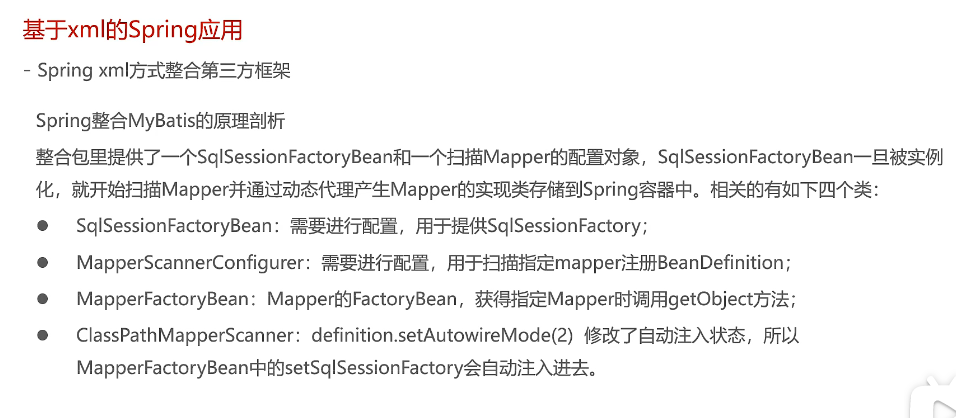 基于xml的Spring应用
- Spring xml方式整合第三方框架
Spring整合MyBatis的原理剖析
整合包里提供了一个SqlSessionFactoryBean和一个扫描Mapper的配置对象，SqlSessionFactoryBean一旦被实例
化，就开始扫描Mapper并通过动态代理产生Mapper的实现类存储到Spring容器中。相关的有如下四个类：
● SqlSessionFactoryBean：需要进行配置，用于提供SqlSessionFactory；
● MapperScannerConfigurer：需要进行配置，用于扫描指定mapper注册BeanDefinition；
● MapperFactoryBean：Mapper的FactoryBean，获得指定Mapper时调用getObject方法；
● ClassPathMapperScanner：definition.setAutowireMode(2) 修改了自动注入状态，所以
MapperFactoryBean中的setSqlSessionFactory会自动注入进去。